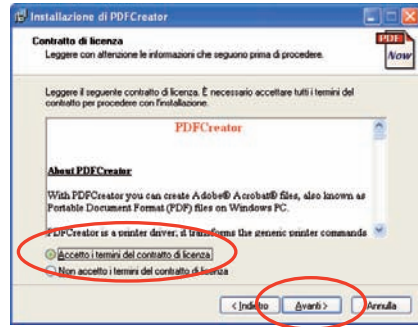 Installazione di PDFCreator
Contratto di licenza
Leggere con attenzione le informazioni che seguono prima di procedere.
PDF
Now
Leggere il seguente contratto di licenza. È necessario accettare tutti i termini del
contratto per procedere con l'installazione.
PDFCreator
About PDFCreator
With PDFCreator you can create Adobe® Acrobat® files, also known as
Portable Document Format (PDF) files on Windows PC.
PDFCreator is a printer driver; it transforms the generic printer commands
Accetto i termini del contratto di licenza
Non accetto i termini del contratto di licenza
< Indietro
Avanti >
Annulla